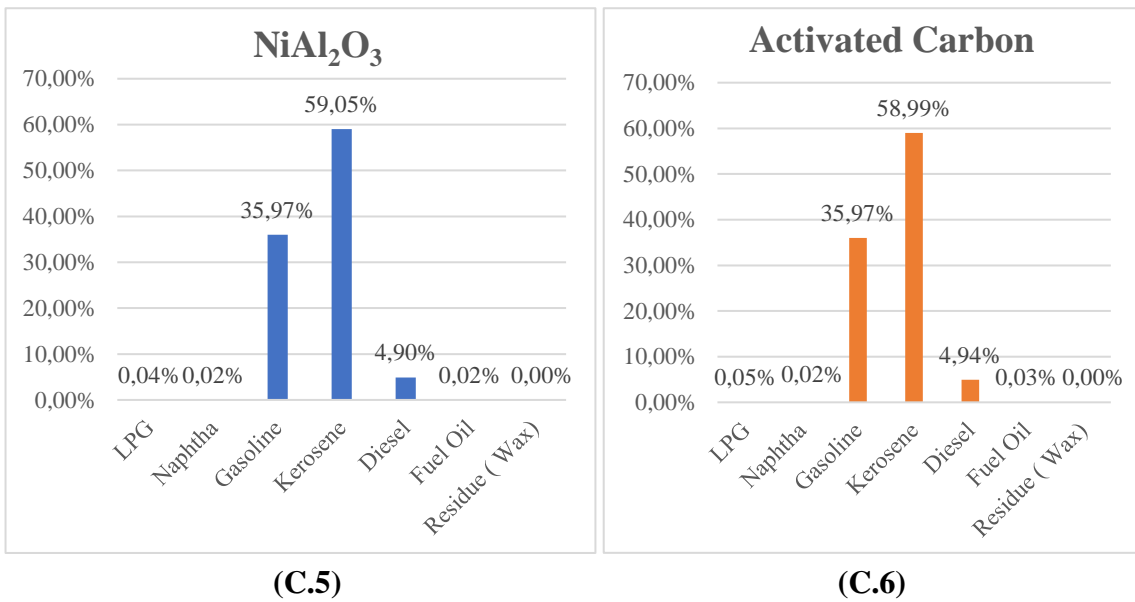 NiAl₂O₃
70,00%
60,00%
50,00%
40,00%
30,00%
20,00%
10,00%
0,00%
0,04%
0,02%
35,97%
59,05%
4,90%
0,02%
0,00%
LPG
Naphtha
Gasoline
Kerosene
Diesel
Fuel Oil
Residue ( Wax)
(C.5)
Activated Carbon
70,00%
60,00%
50,00%
40,00%
30,00%
20,00%
10,00%
0,00%
0,05%
0,02%
35,97%
58,99%
4,94%
0,03%
0,00%
LPG
Naphtha
Gasoline
Kerosene
Diesel
Fuel Oil
Residue ( Wax)
(C.6)